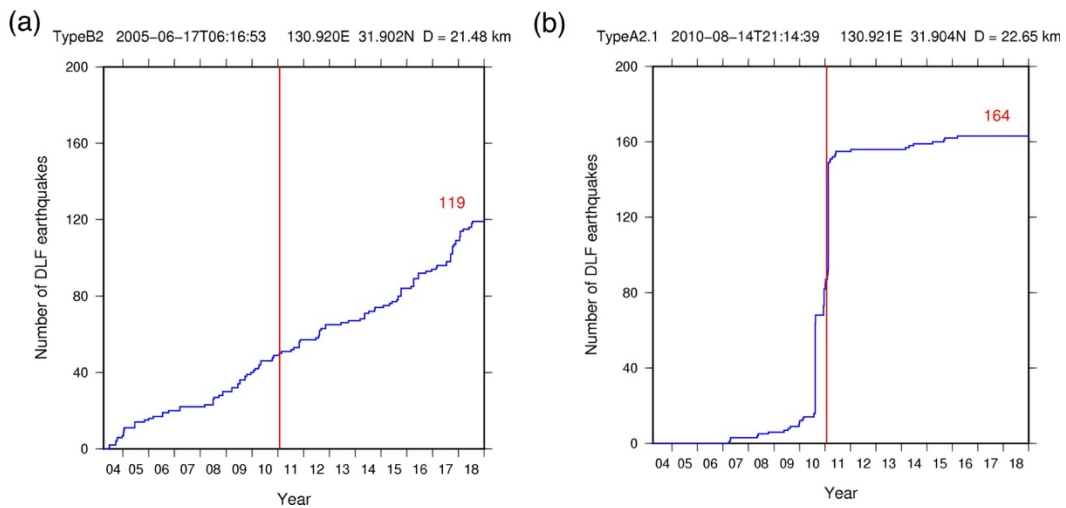 (a)
TypeB2 2005-06-17T06:16:53 130.920E 31.902N D = 21.48 km
Number of DLF earthquakes
200
160
120
80
40
0
119
04 05 06 07 08 09 10 11 12 13 14 15 16 17 18
Year
(b)
TypeA2.1 2010-08-14T21:14:39 130.921E 31.904N D = 22.65 km
Number of DLF earthquakes
200
160
120
80
40
0
164
04 05 06 07 08 09 10 11 12 13 14 15 16 17 18
Year